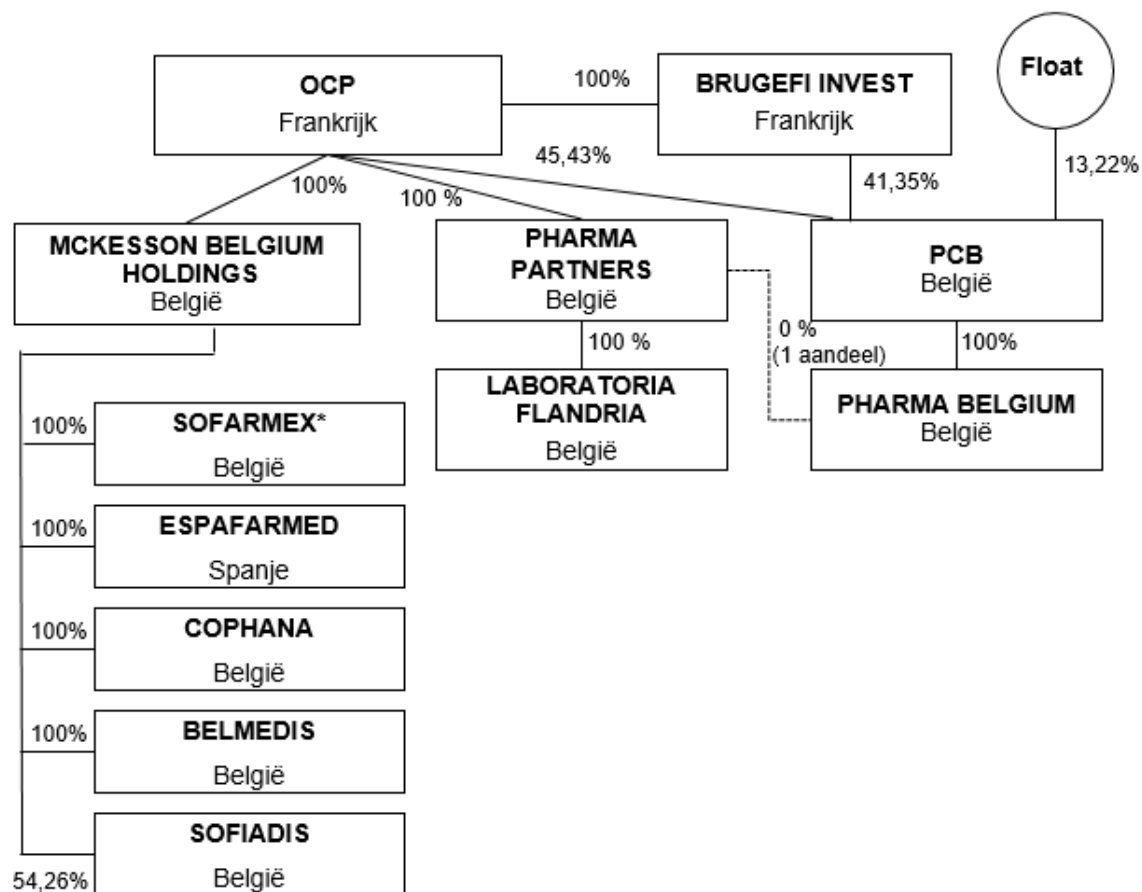 OCP
Frankrijk
100%
BRUGEFI INVEST
Frankrijk
Float
45,43%
100%
100 %
41,35%
13,22%
MCKESSON BELGIUM
HOLDINGS
België
PHARMA
PARTNERS
België
PCB
België
0 %
(1 aandeel)
100 %
100%
LABORATORIA
FLANDRIA
België
PHARMA BELGIUM
België
100%
SOFARMEX*
België
100%
ESPAFARMED
Spanje
100%
COPHANA
België
100%
BELMEDIS
België
SOFIADIS
België
54,26%